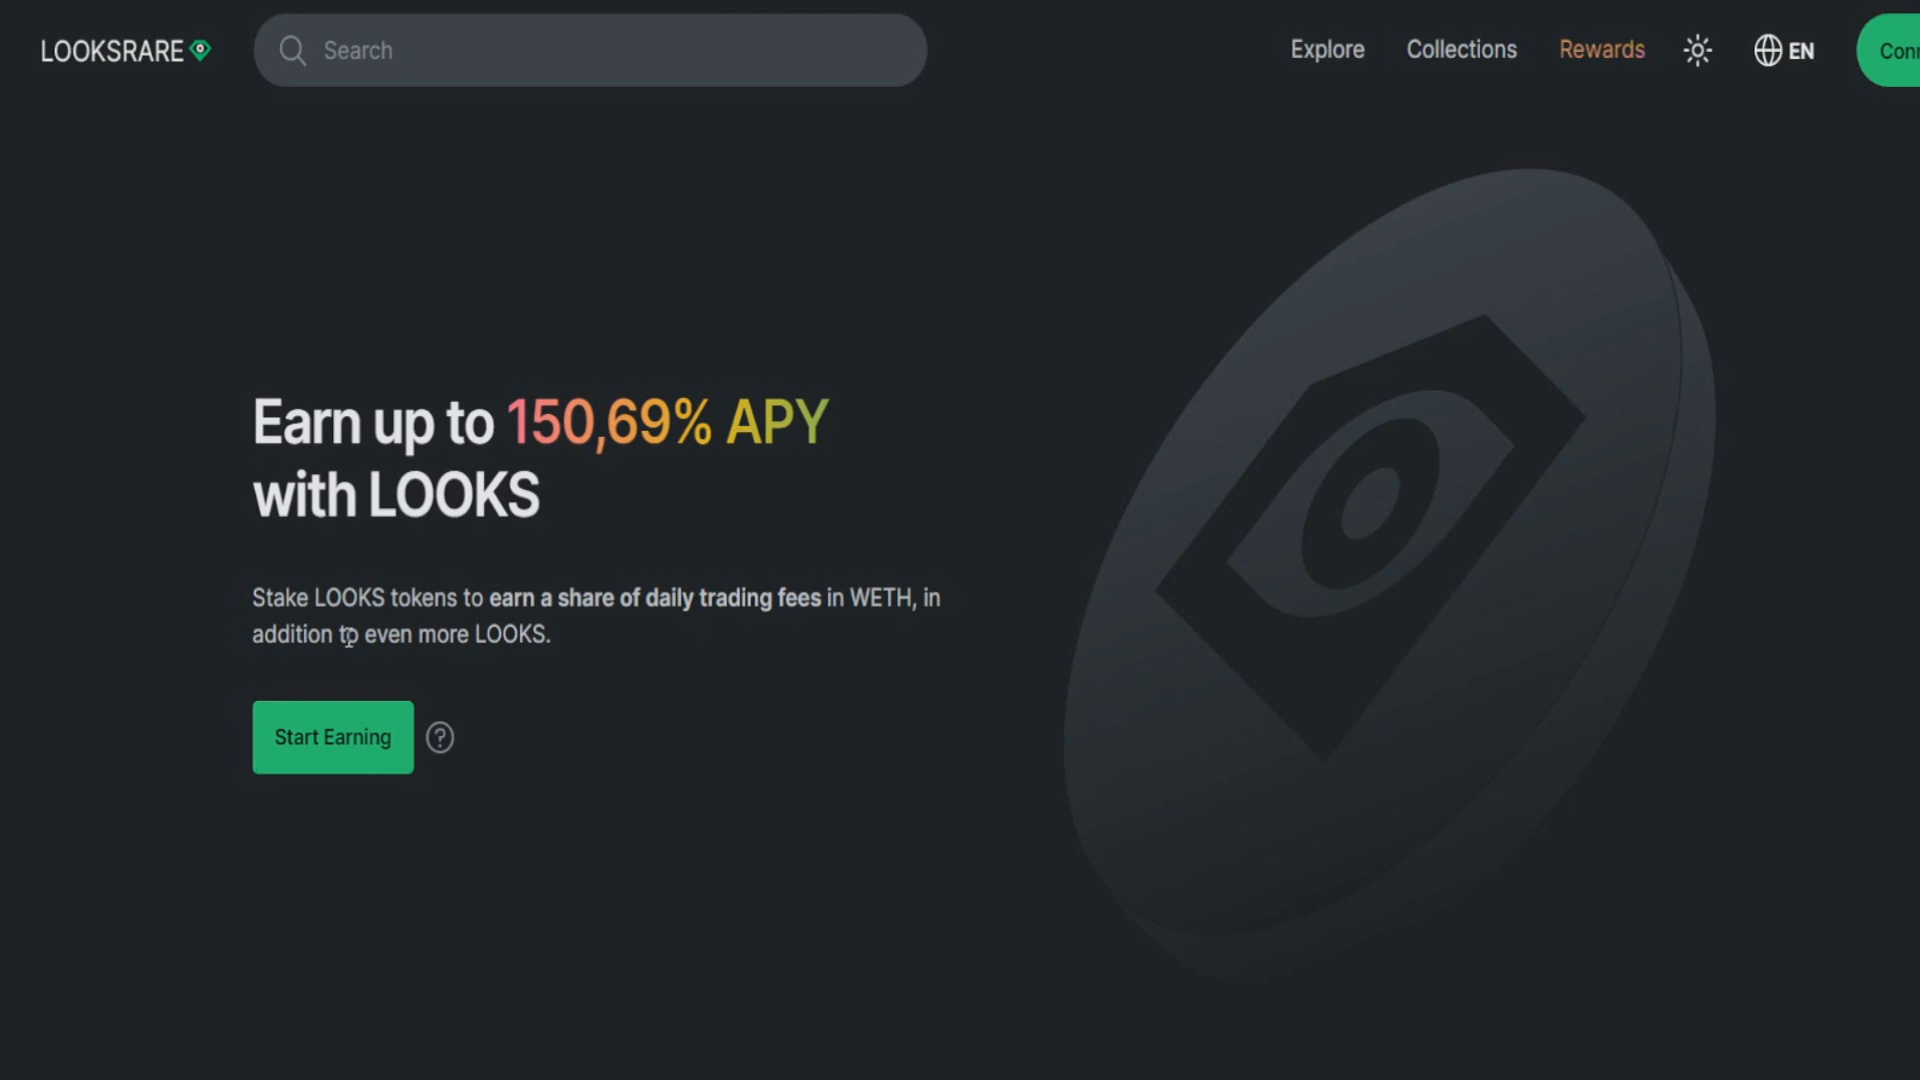 LOOKSRARE
Search
Explore
Collections
Rewards
EN
Conn
Earn up to 150,69% APY
with LOOKS
Stake LOOKS tokens to earn a share of daily trading fees in WETH, in
addition to even more LOOKS.
Start Earning
?